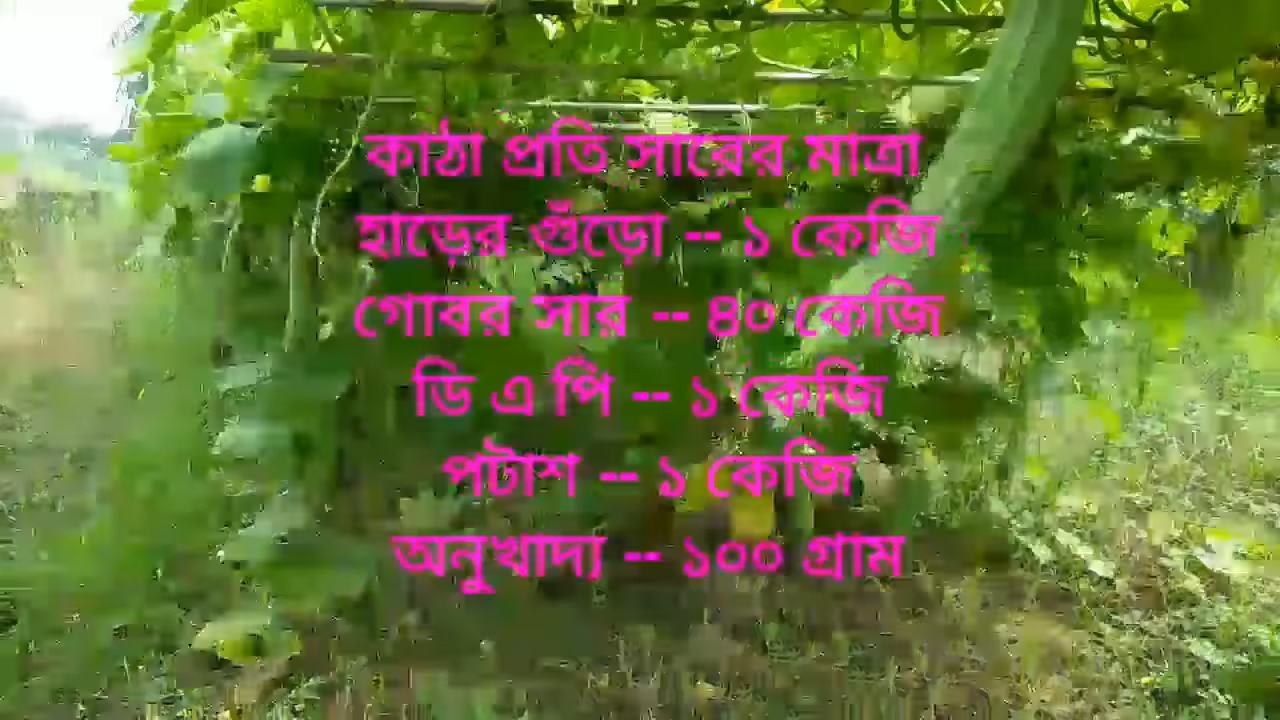 কাঠা প্রতি সারের মাত্রা
হাড়ের গুঁড়ো -- ১ কেজি
গোবর সার -- ৪০ কেজি
ডি এ পি -- ১ কেজি
পটাশ -- ১ কেজি
অনুখাদ্য -- ১০০ গ্রাম